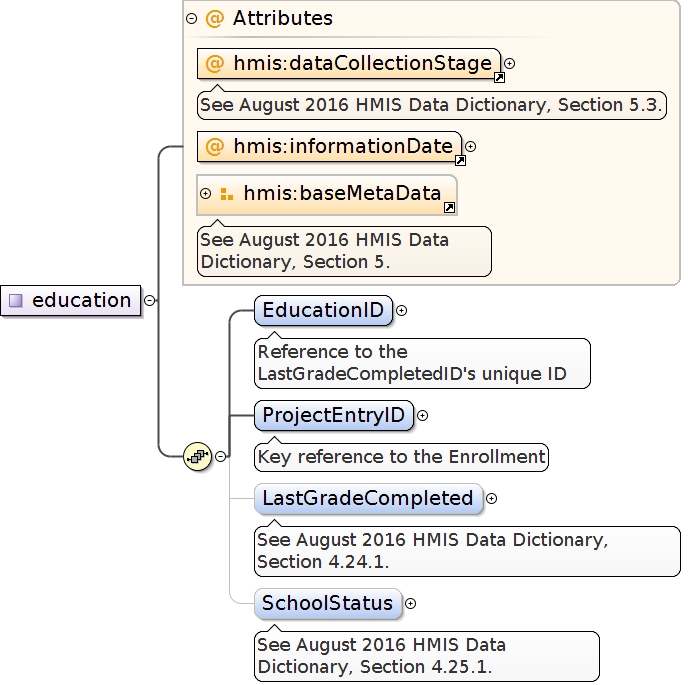 Attributes
hmis:dataCollectionStage
See August 2016 HMIS Data Dictionary, Section 5.3.
hmis:informationDate
hmis:baseMetaData
See August 2016 HMIS Data
Dictionary, Section 5.
education
EducationID
Reference to the
LastGradeCompletedID's unique ID
ProjectEntryID
Key reference to the Enrollment
LastGradeCompleted
See August 2016 HMIS Data Dictionary,
Section 4.24.1.
SchoolStatus
See August 2016 HMIS Data
Dictionary, Section 4.25.1.